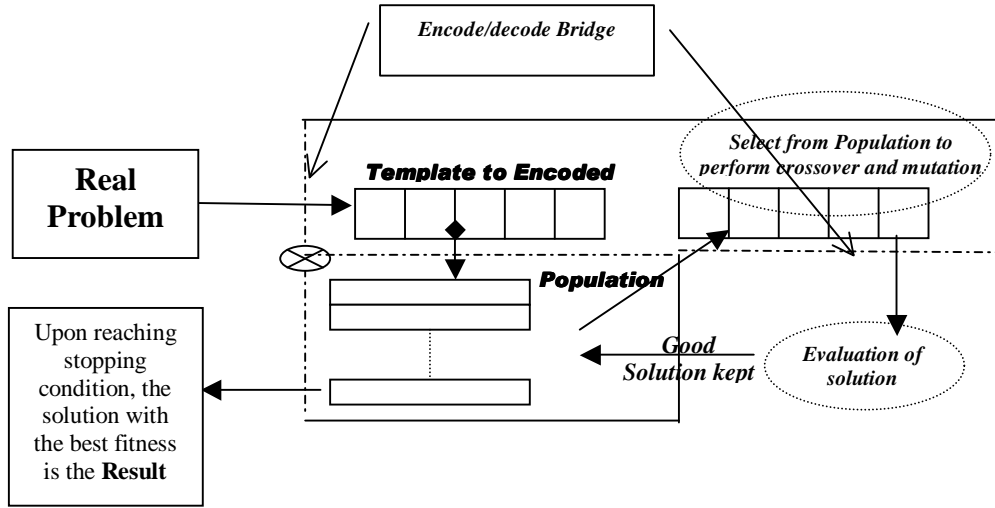 Encode/decode Bridge
Select from Population to
perform crossover and mutation
Real
Problem
Template to Encoded
Population
Upon reaching
stopping
condition, the
solution with
the best fitness
is the Result
Good
Solution kept
Evaluation of
solution